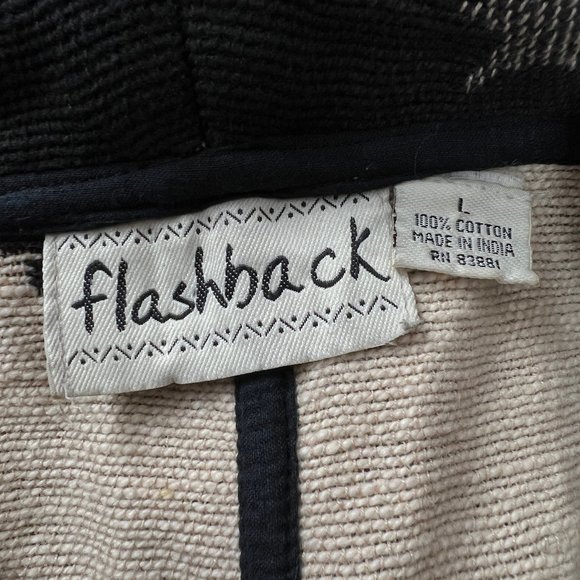 flashback
L
100% COTTON
MADE IN INDIA
RN 83881